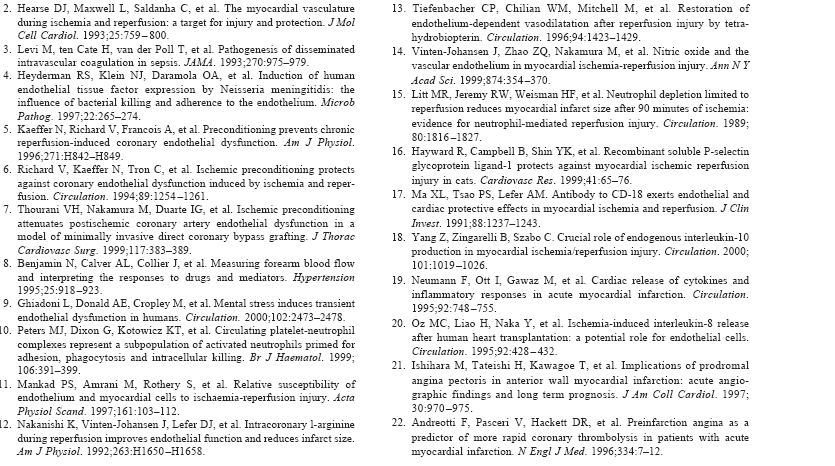 2. Hearse DJ, Maxwell L, Saldanha C, et al. The myocardial vasculature
during ischemia and reperfusion: a target for injury and protection. J Mol
Cell Cardiol. 1993;25:759–800.
3. Levi M, ten Cate H, van der Poll T, et al. Pathogenesis of disseminated
intravascular coagulation in sepsis. JAMA. 1993;270:975–979.
4. Heyderman RS, Klein NJ, Daramola OA, et al. Induction of human
endothelial tissue factor expression by Neisseria meningitidis: the
influence of bacterial killing and adherence to the endothelium. Microb
Pathog. 1997;22:265–274.
5. Kaeffer N, Richard V, Francois A, et al. Preconditioning prevents chronic
reperfusion-induced coronary endothelial dysfunction. Am J Physiol.
1996;271:H842–H849.
6. Richard V, Kaeffer N, Tron C, et al. Ischemic preconditioning protects
against coronary endothelial dysfunction induced by ischemia and reper-
fusion. Circulation. 1994;89:1254–1261.
7. Thourani VH, Nakamura M, Duarte IG, et al. Ischemic preconditioning
attenuates postischemic coronary artery endothelial dysfunction in a
model of minimally invasive direct coronary bypass grafting. J Thorac
Cardiovasc Surg. 1999;117:383–389.
8. Benjamin N, Calver AL, Collier J, et al. Measuring forearm blood flow
and interpreting the responses to drugs and mediators. Hypertension
1995;25:918–923.
9. Ghiadoni L, Donald AE, Cropley M, et al. Mental stress induces transient
endothelial dysfunction in humans. Circulation. 2000;102:2473–2478.
10. Peters MJ, Dixon G, Kotowicz KT, et al. Circulating platelet-neutrophil
complexes represent a subpopulation of activated neutrophils primed for
adhesion, phagocytosis and intracellular killing. Br J Haematol. 1999;
106:391–399.
11. Mankad PS, Amrani M, Rothery S, et al. Relative susceptibility of
endothelium and myocardial cells to ischaemia-reperfusion injury. Acta
Physiol Scand. 1997;161:103–112.
12. Nakanishi K, Vinten-Johansen J, Lefer DJ, et al. Intracoronary l-arginine
during reperfusion improves endothelial function and reduces infarct size.
Am J Physiol. 1992;263:H1650–H1658.
13. Tiefenbacher CP, Chilian WM, Mitchell M, et al. Restoration of
endothelium-dependent vasodilatation after reperfusion injury by tetra-
hydrobiopterin. Circulation. 1996;94:1423–1429.
14. Vinten-Johansen J, Zhao ZQ, Nakamura M, et al. Nitric oxide and the
vascular endothelium in myocardial ischemia-reperfusion injury. Ann N Y
Acad Sci. 1999;874:354–370.
15. Litt MR, Jeremy RW, Weisman HF, et al. Neutrophil depletion limited to
reperfusion reduces myocardial infarct size after 90 minutes of ischemia:
evidence for neutrophil-mediated reperfusion injury. Circulation. 1989;
80:1816–1827.
16. Hayward R, Campbell B, Shin YK, et al. Recombinant soluble P-selectin
glycoprotein ligand-1 protects against myocardial ischemic reperfusion
injury in cats. Cardiovasc Res. 1999;41:65–76.
17. Ma XL, Tsao PS, Lefer AM. Antibody to CD-18 exerts endothelial and
cardiac protective effects in myocardial ischemia and reperfusion. J Clin
Invest. 1991;88:1237–1243.
18. Yang Z, Zingarelli B, Szabo C. Crucial role of endogenous interleukin-10
production in myocardial ischemia/reperfusion injury. Circulation. 2000;
101:1019–1026.
19. Neumann F, Ott I, Gawaz M, et al. Cardiac release of cytokines and
inflammatory responses in acute myocardial infarction. Circulation.
1995;92:748–755.
20. Oz MC, Liao H, Naka Y, et al. Ischemia-induced interleukin-8 release
after human heart transplantation: a potential role for endothelial cells.
Circulation. 1995;92:428–432.
21. Ishihara M, Tateishi H, Kawagoe T, et al. Implications of prodromal
angina pectoris in anterior wall myocardial infarction: acute angio-
graphic findings and long term prognosis. J Am Coll Cardiol. 1997;
30:970–975.
22. Andreotti F, Pasceri V, Hackett DR, et al. Preinfarction angina as a
predictor of more rapid coronary thrombolysis in patients with acute
myocardial infarction. N Engl J Med. 1996;334:7–12.